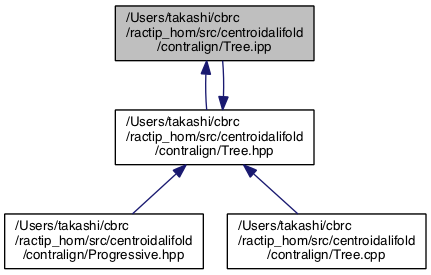 /Users/takashi/cbrc
/ractip_hom/src/centroidalifold
/contralign/Tree.ipp
/Users/takashi/cbrc
/ractip_hom/src/centroidalifold
/contralign/Tree.hpp
/Users/takashi/cbrc
/ractip_hom/src/centroidalifold
/contralign/Progressive.hpp
/Users/takashi/cbrc
/ractip_hom/src/centroidalifold
/contralign/Tree.cpp